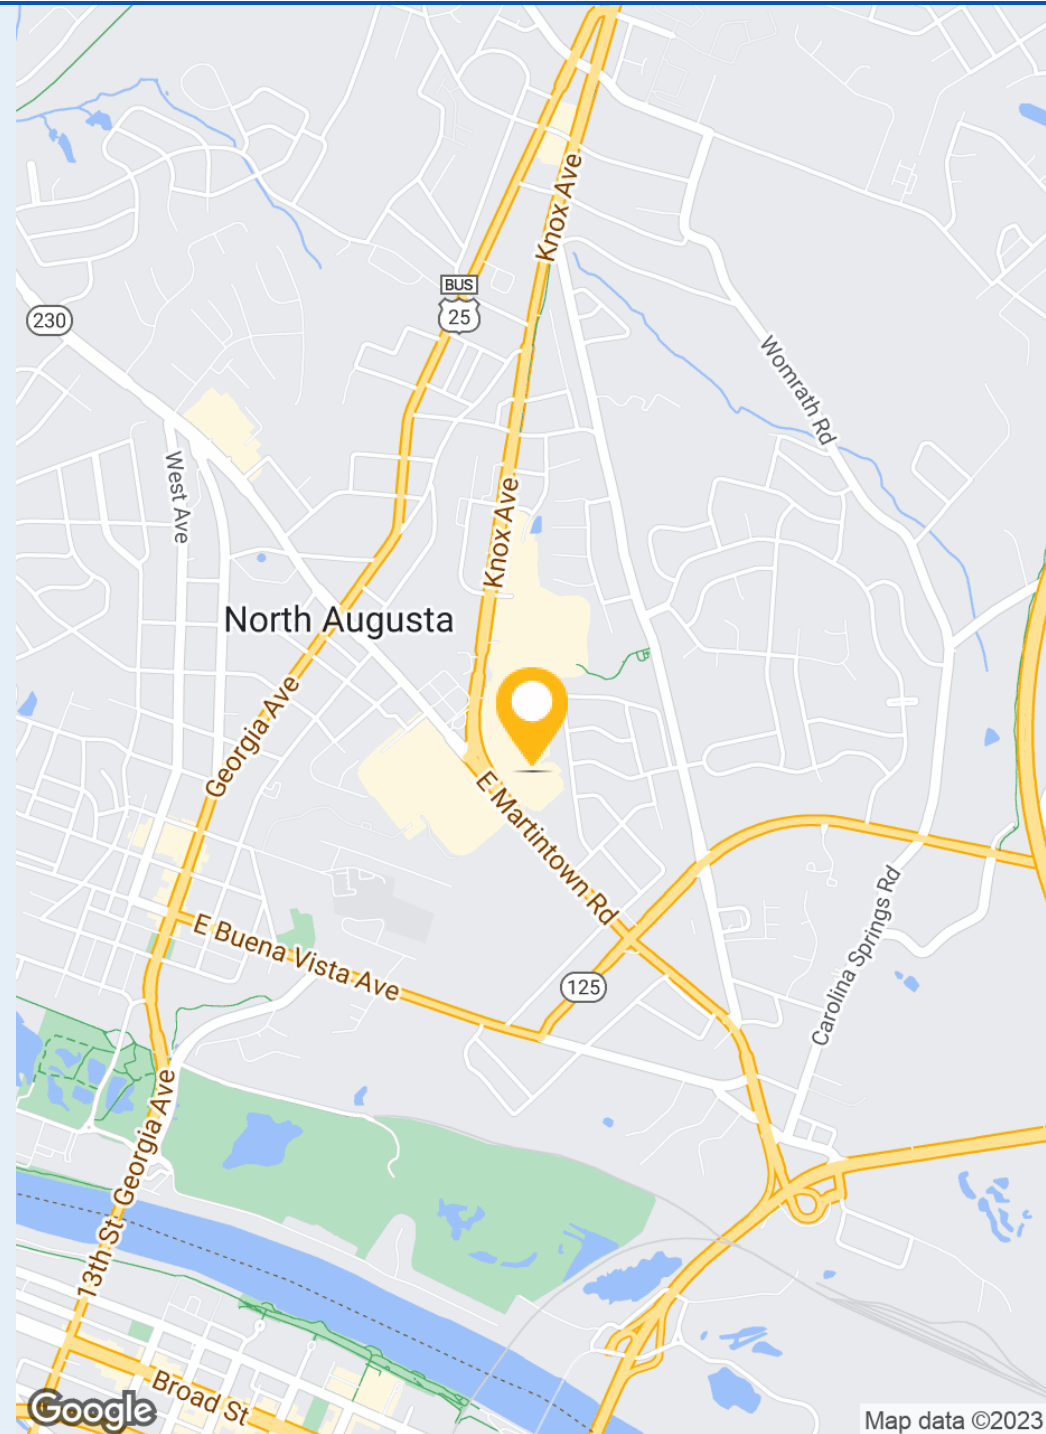 Knox Ave
BUS
25
230
Womrath Rd
West Ave
Knox Ave
North Augusta
Georgia Ave
E Martintown Rd
Carolina Springs Rd
E Buena Vista Ave
125
Georgia Ave
13th St
Broad St
Google
Map data ©2023